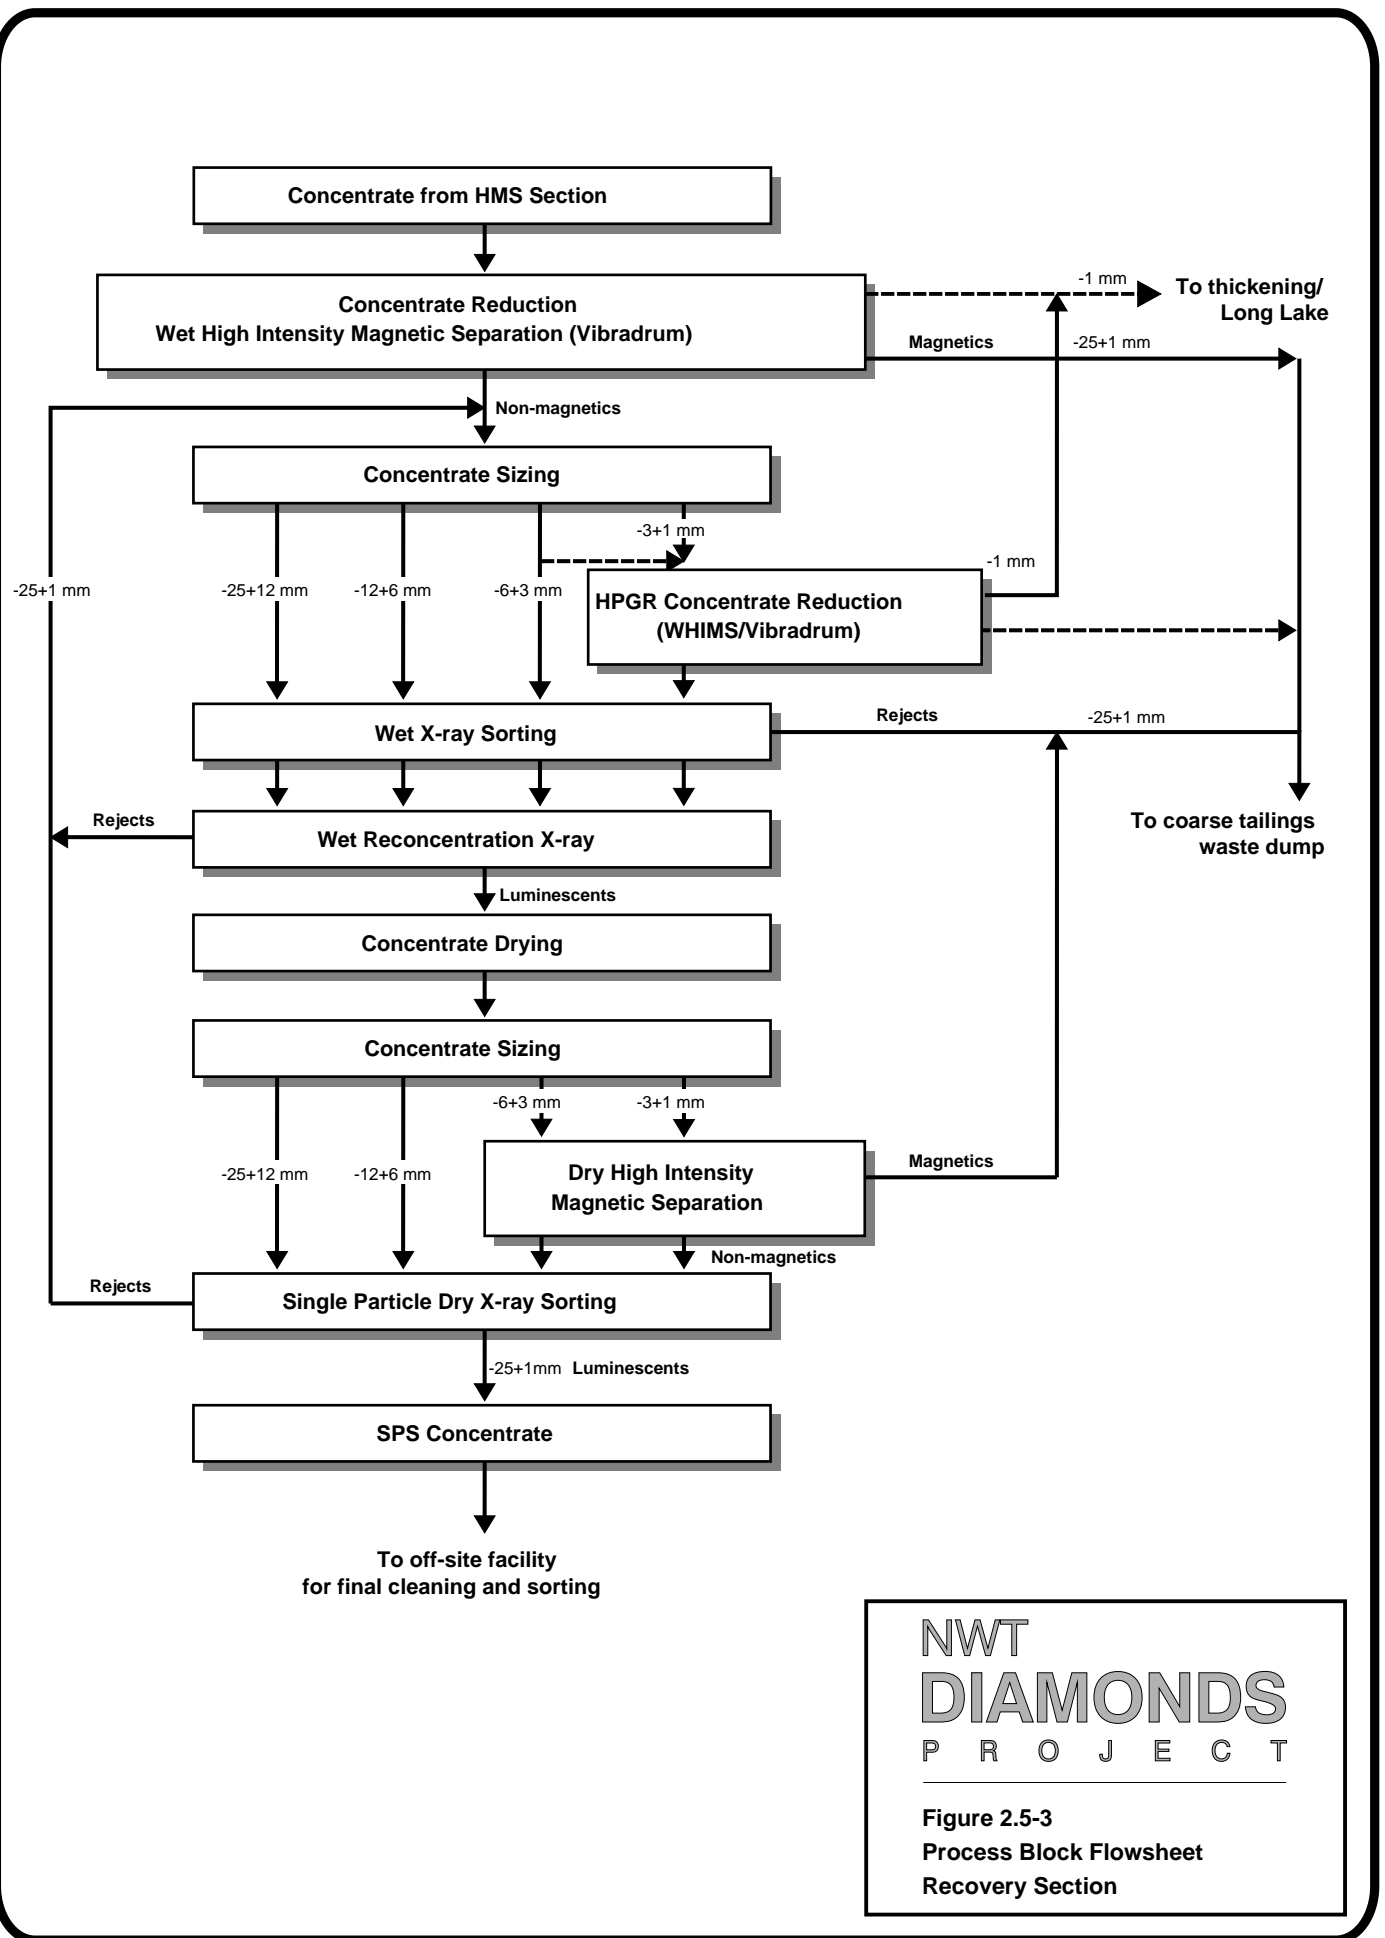 Concentrate from HMS Section
-1 mm
To thickening/
Long Lake
Concentrate Reduction
Wet High Intensity Magnetic Separation (Vibradrum)
Magnetics
-25+1 mm
Non-magnetics
Concentrate Sizing
-3+1 mm
-1 mm
-25+1 mm
-25+12 mm
-12+6 mm
-6+3 mm
HPGR Concentrate Reduction
(WHIMS/Vibradrum)
Rejects
-25+1 mm
Wet X-ray Sorting
Rejects
To coarse tailings
waste dump
Wet Reconcentration X-ray
Luminescents
Concentrate Drying
Concentrate Sizing
-6+3 mm
-3+1 mm
-25+12 mm
-12+6 mm
Dry High Intensity
Magnetic Separation
Magnetics
Non-magnetics
Rejects
Single Particle Dry X-ray Sorting
-25+1mm Luminescents
SPS Concentrate
To off-site facility
for final cleaning and sorting
NWT
DIAMONDS
PROJECT
Figure 2.5-3
Process Block Flowsheet
Recovery Section